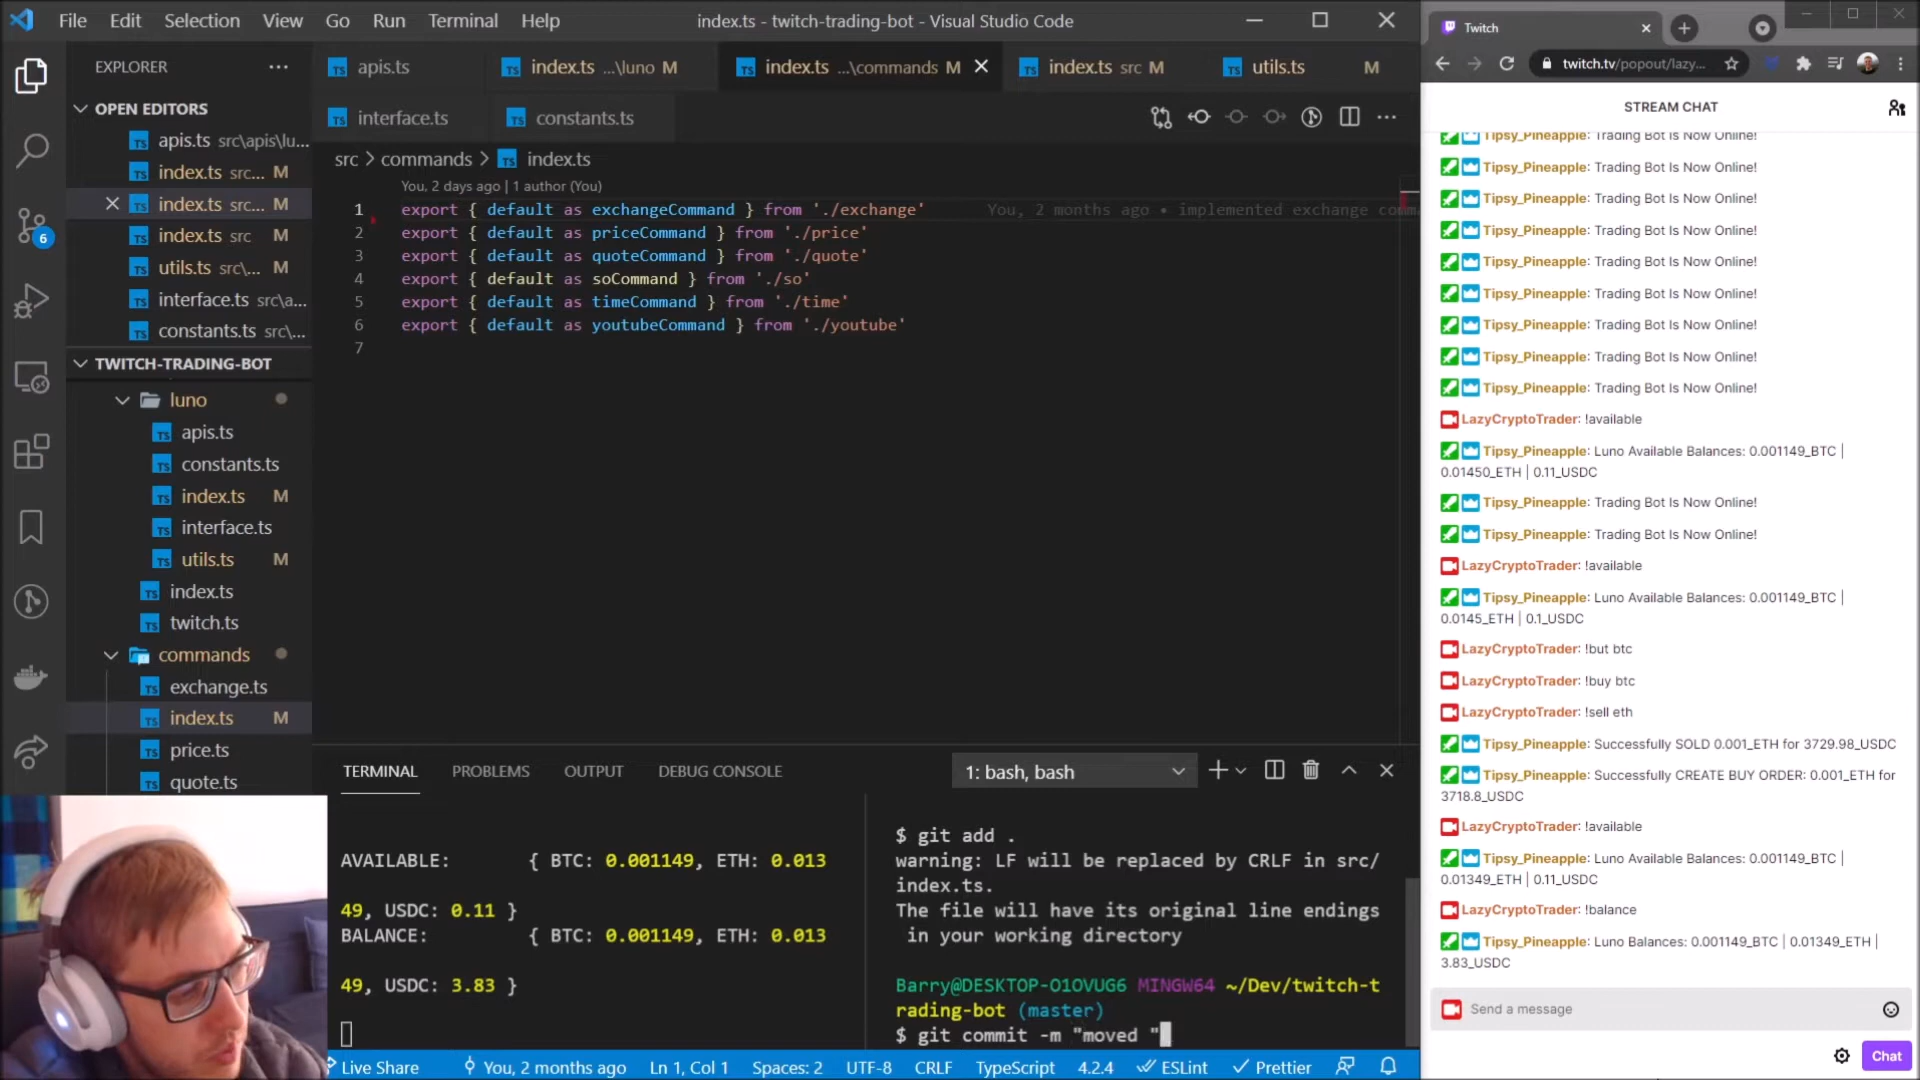 File Edit Selection View Go Run Terminal Help
index.ts - twitch-trading-bot - Visual Studio Code
EXPLORER
OPEN EDITORS
apis.ts src\apis\lu...
index.ts src... M
index.ts src... M
index.ts src M
utils.ts src\... M
interface.ts src\a...
constants.ts src\...
6
TWITCH-TRADING-BOT
luno
apis.ts
constants.ts
index.ts M
interface.ts
utils.ts M
index.ts
twitch.ts
commands
exchange.ts
index.ts M
price.ts
quote.ts
apis.ts
index.ts ...\luno M
index.ts ...\commands M
index.ts src M
utils.ts M
interface.ts
constants.ts
src > commands > index.ts
You, 2 days ago | 1 author (You)
1 export { default as exchangeCommand } from './exchange' You, 2 months ago • implemented exchange comma
2 export { default as priceCommand } from './price'
3 export { default as quoteCommand } from './quote'
4 export { default as soCommand } from './so'
5 export { default as timeCommand } from './time'
6 export { default as youtubeCommand } from './youtube'
7
TERMINAL PROBLEMS OUTPUT DEBUG CONSOLE
1: bash, bash
AVAILABLE: { BTC: 0.001149, ETH: 0.013
49, USDC: 0.11 }
BALANCE: { BTC: 0.001149, ETH: 0.013
49, USDC: 3.83 }
$ git add .
warning: LF will be replaced by CRLF in src/
index.ts.
The file will have its original line endings
in your working directory
Barry@DESKTOP-O1OVUG6 MINGW64 ~/Dev/twitch-t
rading-bot (master)
$ git commit -m "moved "
Live Share You, 2 months ago Ln 1, Col 1 Spaces: 2 UTF-8 CRLF TypeScript 4.2.4 ESLint Prettier
Twitch
twitch.tv/popout/lazy...
STREAM CHAT
Tipsy_Pineapple: Trading Bot Is Now Online!
Tipsy_Pineapple: Trading Bot Is Now Online!
Tipsy_Pineapple: Trading Bot Is Now Online!
Tipsy_Pineapple: Trading Bot Is Now Online!
Tipsy_Pineapple: Trading Bot Is Now Online!
Tipsy_Pineapple: Trading Bot Is Now Online!
Tipsy_Pineapple: Trading Bot Is Now Online!
Tipsy_Pineapple: Trading Bot Is Now Online!
Tipsy_Pineapple: Trading Bot Is Now Online!
LazyCryptoTrader: !available
Tipsy_Pineapple: Luno Available Balances: 0.001149_BTC |
0.01450_ETH | 0.11_USDC
Tipsy_Pineapple: Trading Bot Is Now Online!
Tipsy_Pineapple: Trading Bot Is Now Online!
LazyCryptoTrader: !available
Tipsy_Pineapple: Luno Available Balances: 0.001149_BTC |
0.0145_ETH | 0.1_USDC
LazyCryptoTrader: !but btc
LazyCryptoTrader: !buy btc
LazyCryptoTrader: !sell eth
Tipsy_Pineapple: Successfully SOLD 0.001_ETH for 3729.98_USDC
Tipsy_Pineapple: Successfully CREATE BUY ORDER: 0.001_ETH for
3718.8_USDC
LazyCryptoTrader: !available
Tipsy_Pineapple: Luno Available Balances: 0.001149_BTC |
0.01349_ETH | 0.11_USDC
LazyCryptoTrader: !balance
Tipsy_Pineapple: Luno Balances: 0.001149_BTC | 0.01349_ETH |
3.83_USDC
Send a message
Chat